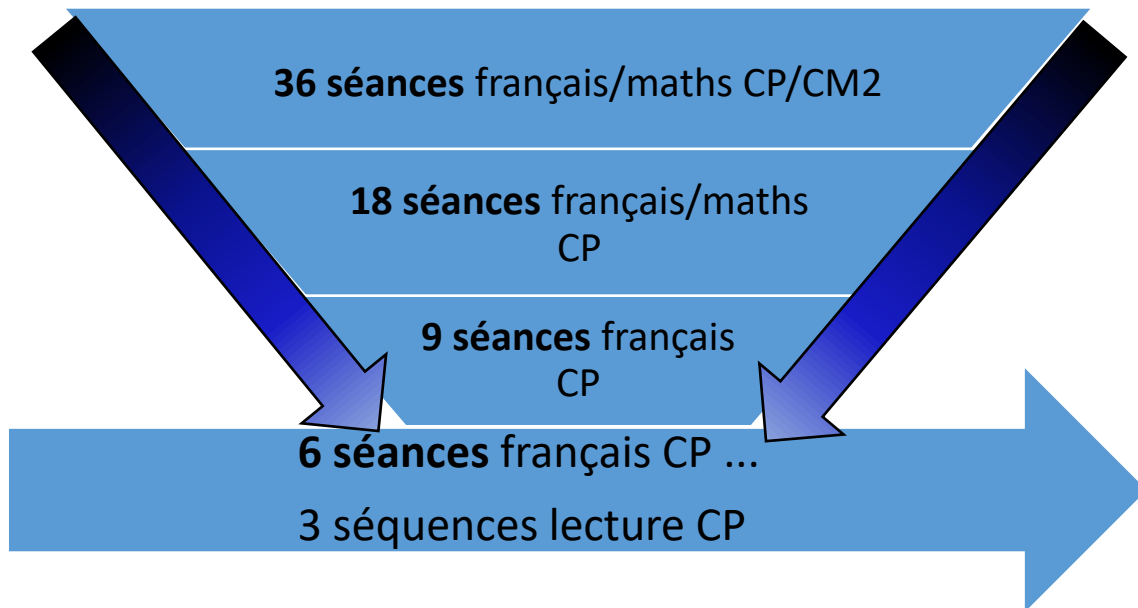 36 séances français/maths CP/CM2
18 séances français/maths
CP
9 séances français
CP
6 séances français CP ...
3 séquences lecture CP